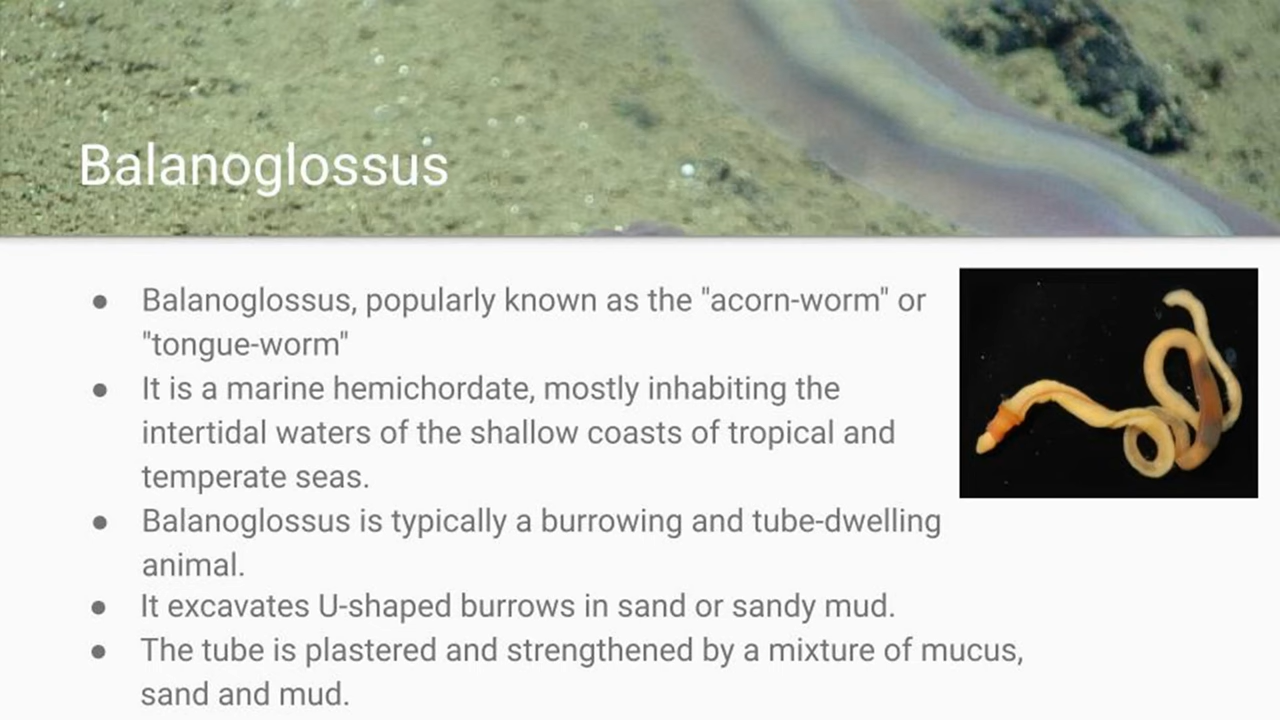 Balanoglossus
● Balanoglossus, popularly known as the "acorn-worm" or
"tongue-worm"
● It is a marine hemichordate, mostly inhabiting the
intertidal waters of the shallow coasts of tropical and
temperate seas.
● Balanoglossus is typically a burrowing and tube-dwelling
animal.
● It excavates U-shaped burrows in sand or sandy mud.
● The tube is plastered and strengthened by a mixture of mucus,
sand and mud.